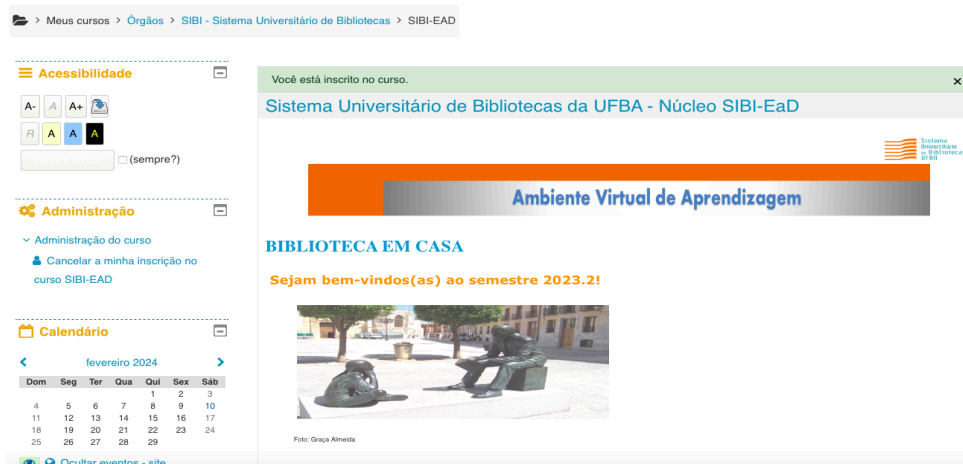 > Meus cursos > Órgãos > SIBI - Sistema Universitário de Bibliotecas > SIBI-EAD
Acessibilidade
A- A A+
R A A A
(sempre?)
Administração
Administração do curso
Cancelar a minha inscrição no
curso SIBI-EAD
Calendário
fevereiro 2024
Dom Seg Ter Qua Qui Sex Sáb
1 2 3
4 5 6 7 8 9 10
11 12 13 14 15 16 17
18 19 20 21 22 23 24
25 26 27 28 29
Ocultar eventos - site
Você está inscrito no curso. ×
Sistema Universitário de Bibliotecas da UFBA - Núcleo SIBI-EaD
Sistema
Universitário
de Bibliotecas
UFBA
Ambiente Virtual de Aprendizagem
BIBLIOTECA EM CASA
Sejam bem-vindos(as) ao semestre 2023.2!
Foto: Graça Almeida